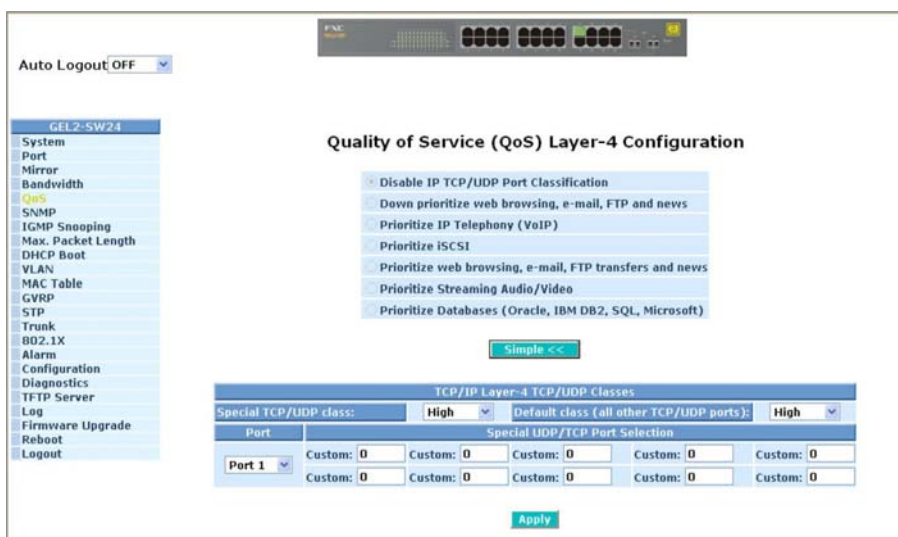 FXC
Auto Logout OFF
GEL2-SW24
System
Port
Mirror
Bandwidth
QoS
SNMP
IGMP Snooping
Max. Packet Length
DHCP Boot
VLAN
MAC Table
GVRP
STP
Trunk
802.1X
Alarm
Configuration
Diagnostics
TFTP Server
Log
Firmware Upgrade
Reboot
Logout
Quality of Service (QoS) Layer-4 Configuration
Disable IP TCP/UDP Port Classification
Down prioritize web browsing, e-mail, FTP and news
Prioritize IP Telephony (VoIP)
Prioritize iSCSI
Prioritize web browsing, e-mail, FTP transfers and news
Prioritize Streaming Audio/Video
Prioritize Databases (Oracle, IBM DB2, SQL, Microsoft)
Simple <<
TCP/IP Layer-4 TCP/UDP Classes
Special TCP/UDP class: High Default class (all other TCP/UDP ports): High
Port Special UDP/TCP Port Selection
Port 1
Custom: 0 Custom: 0 Custom: 0 Custom: 0 Custom: 0
Custom: 0 Custom: 0 Custom: 0 Custom: 0 Custom: 0
Apply